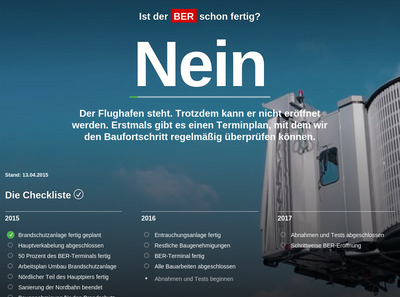 Ist der BER schon fertig?
Nein
Der Flughafen steht. Trotzdem kann er nicht eröffnet
werden. Erstmals gibt es einen Terminplan, mit dem wir
den Baufortschritt regelmäßig überprüfen können.
Stand: 13.04.2015
Die Checkliste
2015
Brandschutzanlage fertig geplant
Hauptverkabelung abgeschlossen
50 Prozent des BER-Terminals fertig
Arbeitsplan Umbau Brandschutzanlage
Nördlicher Teil des Hauptpiers fertig
Sanierung der Nordbahn beendet
2016
Entrauchungsanlage fertig
Restliche Baugenehmigungen
BER-Terminal fertig
Alle Bauarbeiten abgeschlossen
Abnahmen und Tests beginnen
2017
Abnahmen und Tests abgeschlossen
Schrittweise BER-Eröffnung